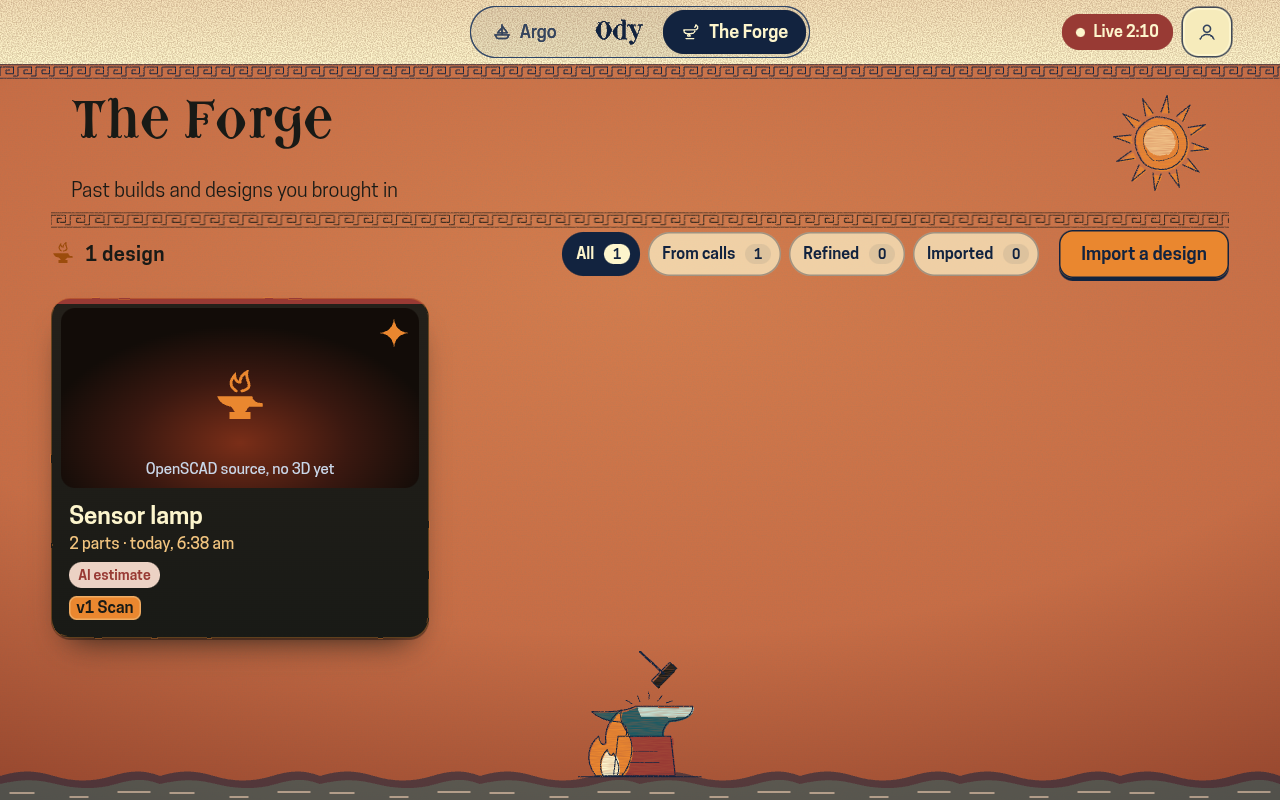 Argo
Ody
The Forge
Live 2:10
The Forge
Past builds and designs you brought in
1 design
All 1
From calls 1
Refined 0
Imported 0
Import a design
OpenSCAD source, no 3D yet
Sensor lamp
2 parts · today, 6:38 am
AI estimate
v1 Scan